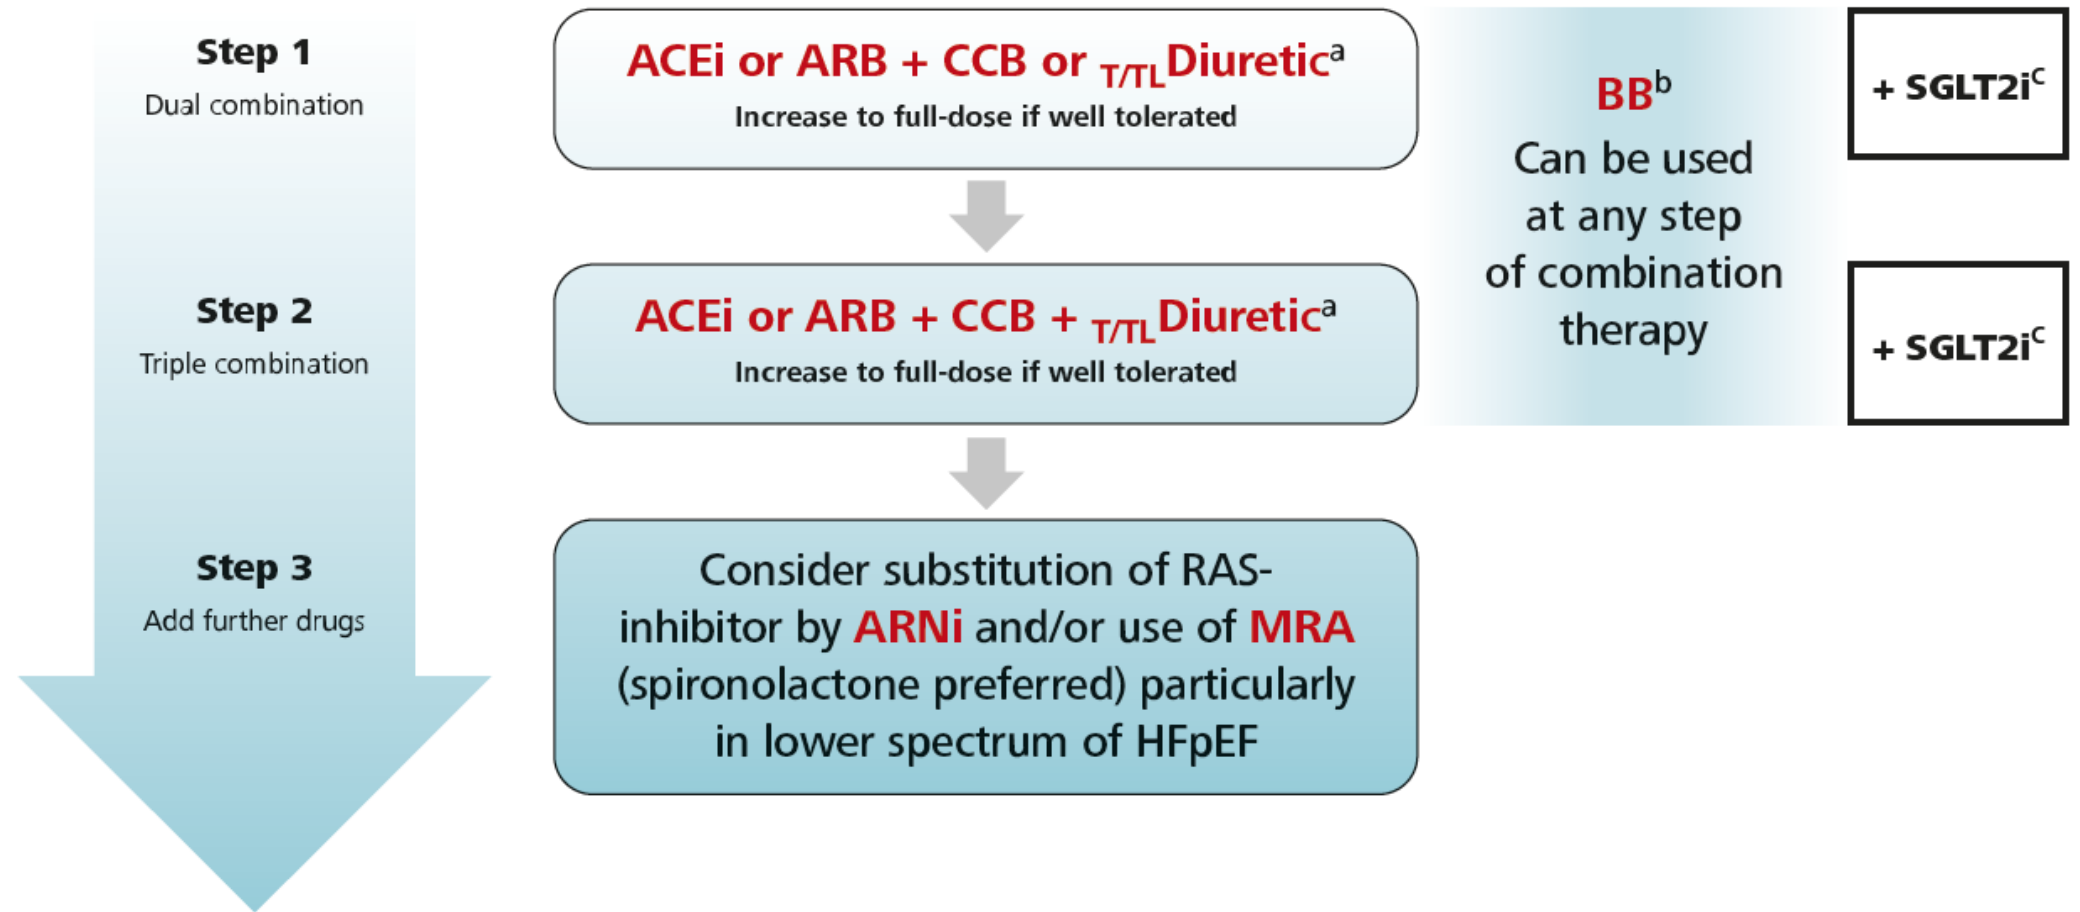 Step 1
Dual combination
ACEi or ARB + CCB or T/TLDiuretica
Increase to full-dose if well tolerated
BBb
Can be used
at any step
of combination
therapy
+ SGLT2iC
Step 2
Triple combination
ACEi or ARB + CCB + T/TLDiuretica
Increase to full-dose if well tolerated
+ SGLT2iC
Step 3
Add further drugs
Consider substitution of RAS-
inhibitor by ARNi and/or use of MRA
(spironolactone preferred) particularly
in lower spectrum of HFpEF